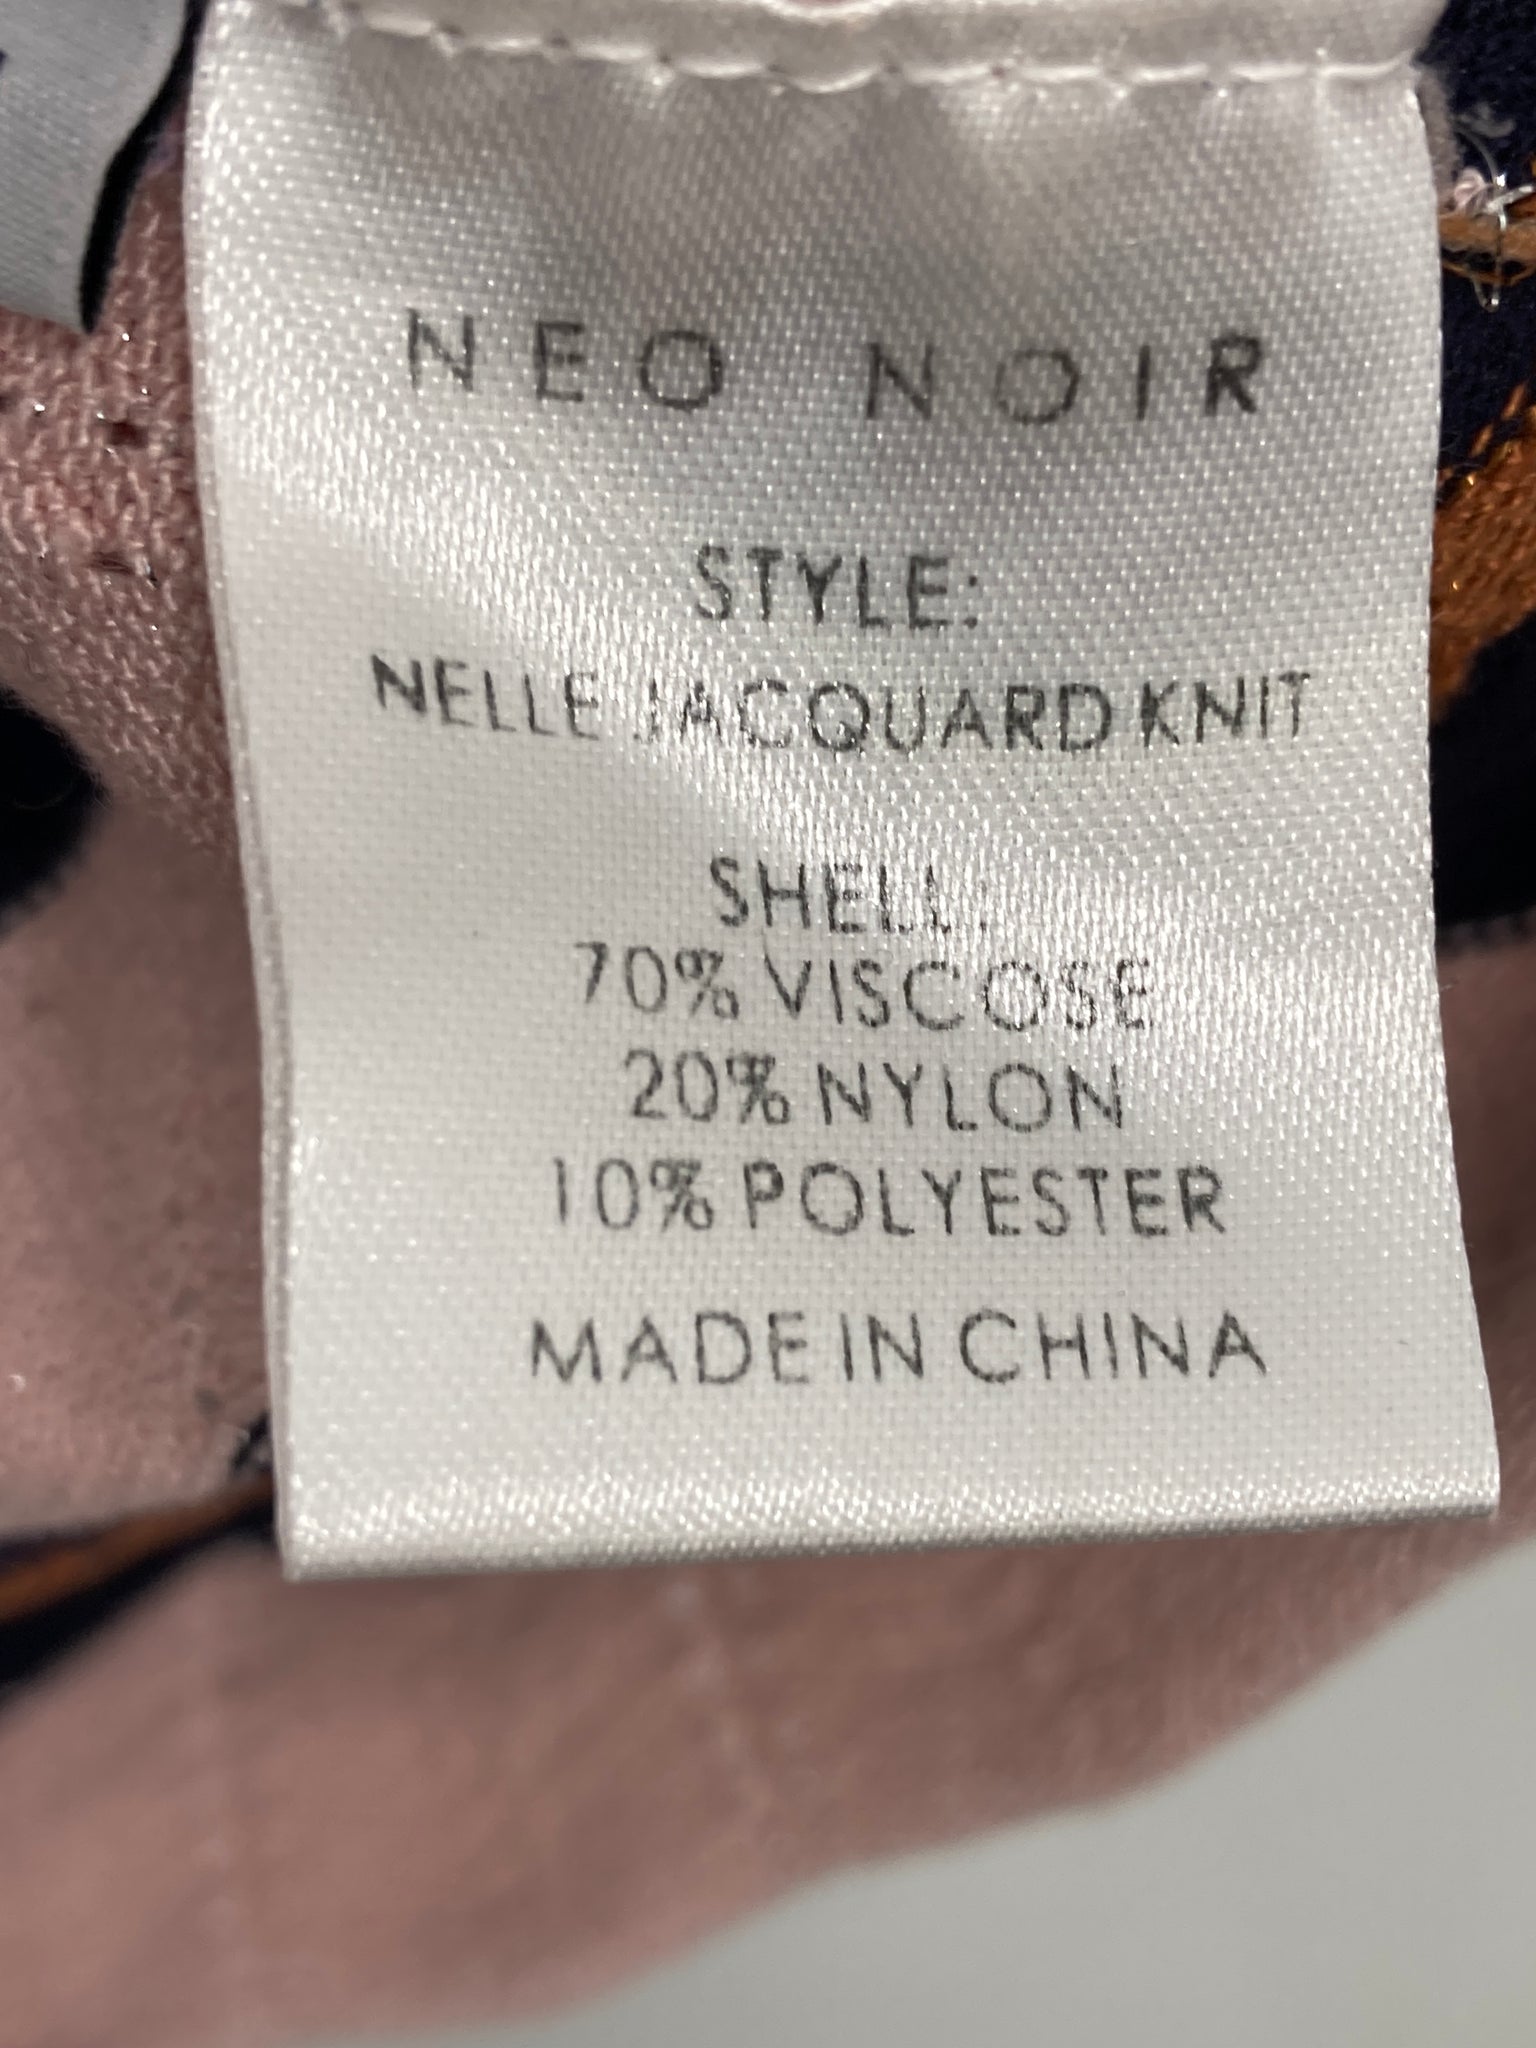 NEO NOIR
STYLE:
NELLE JACQUARD KNIT
SHELL:
70% VISCOSE
20% NYLON
10% POLYESTER
MADE IN CHINA